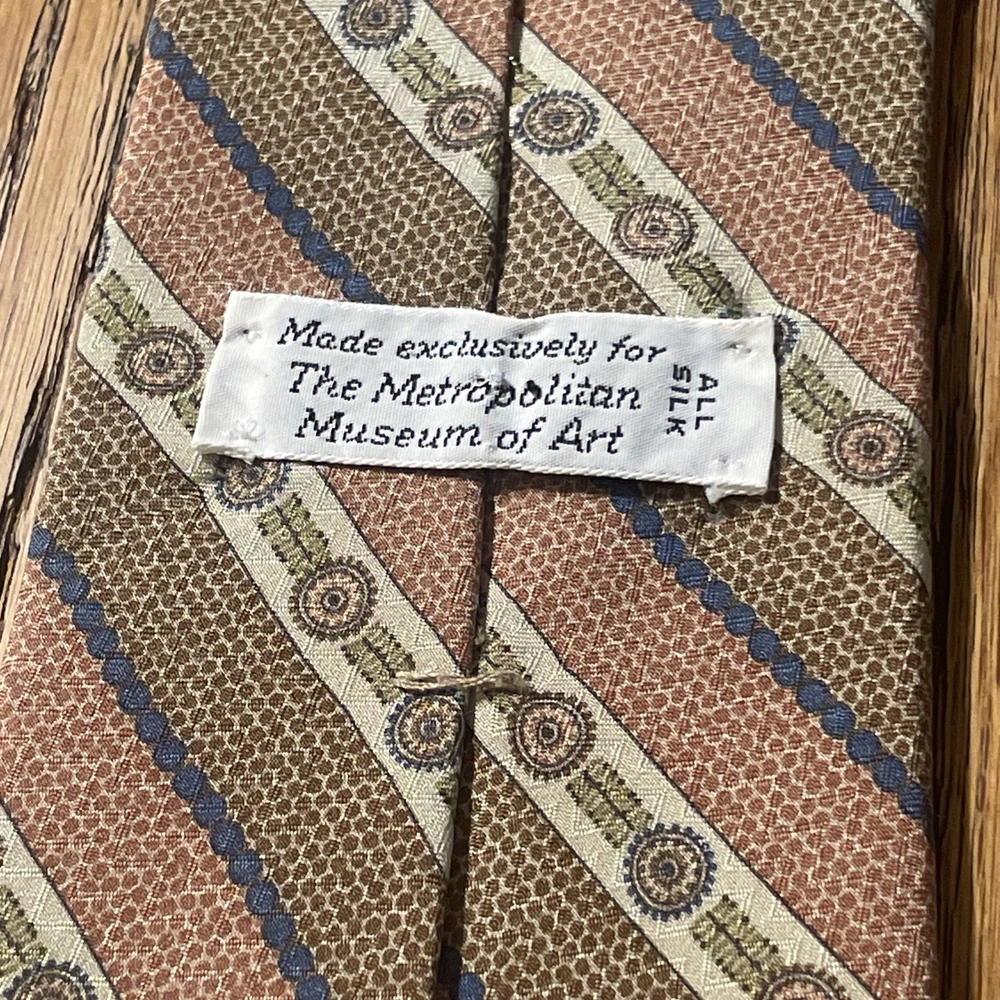 Made exclusively for
The Metropolitan
Museum of Art
ALL
SILK